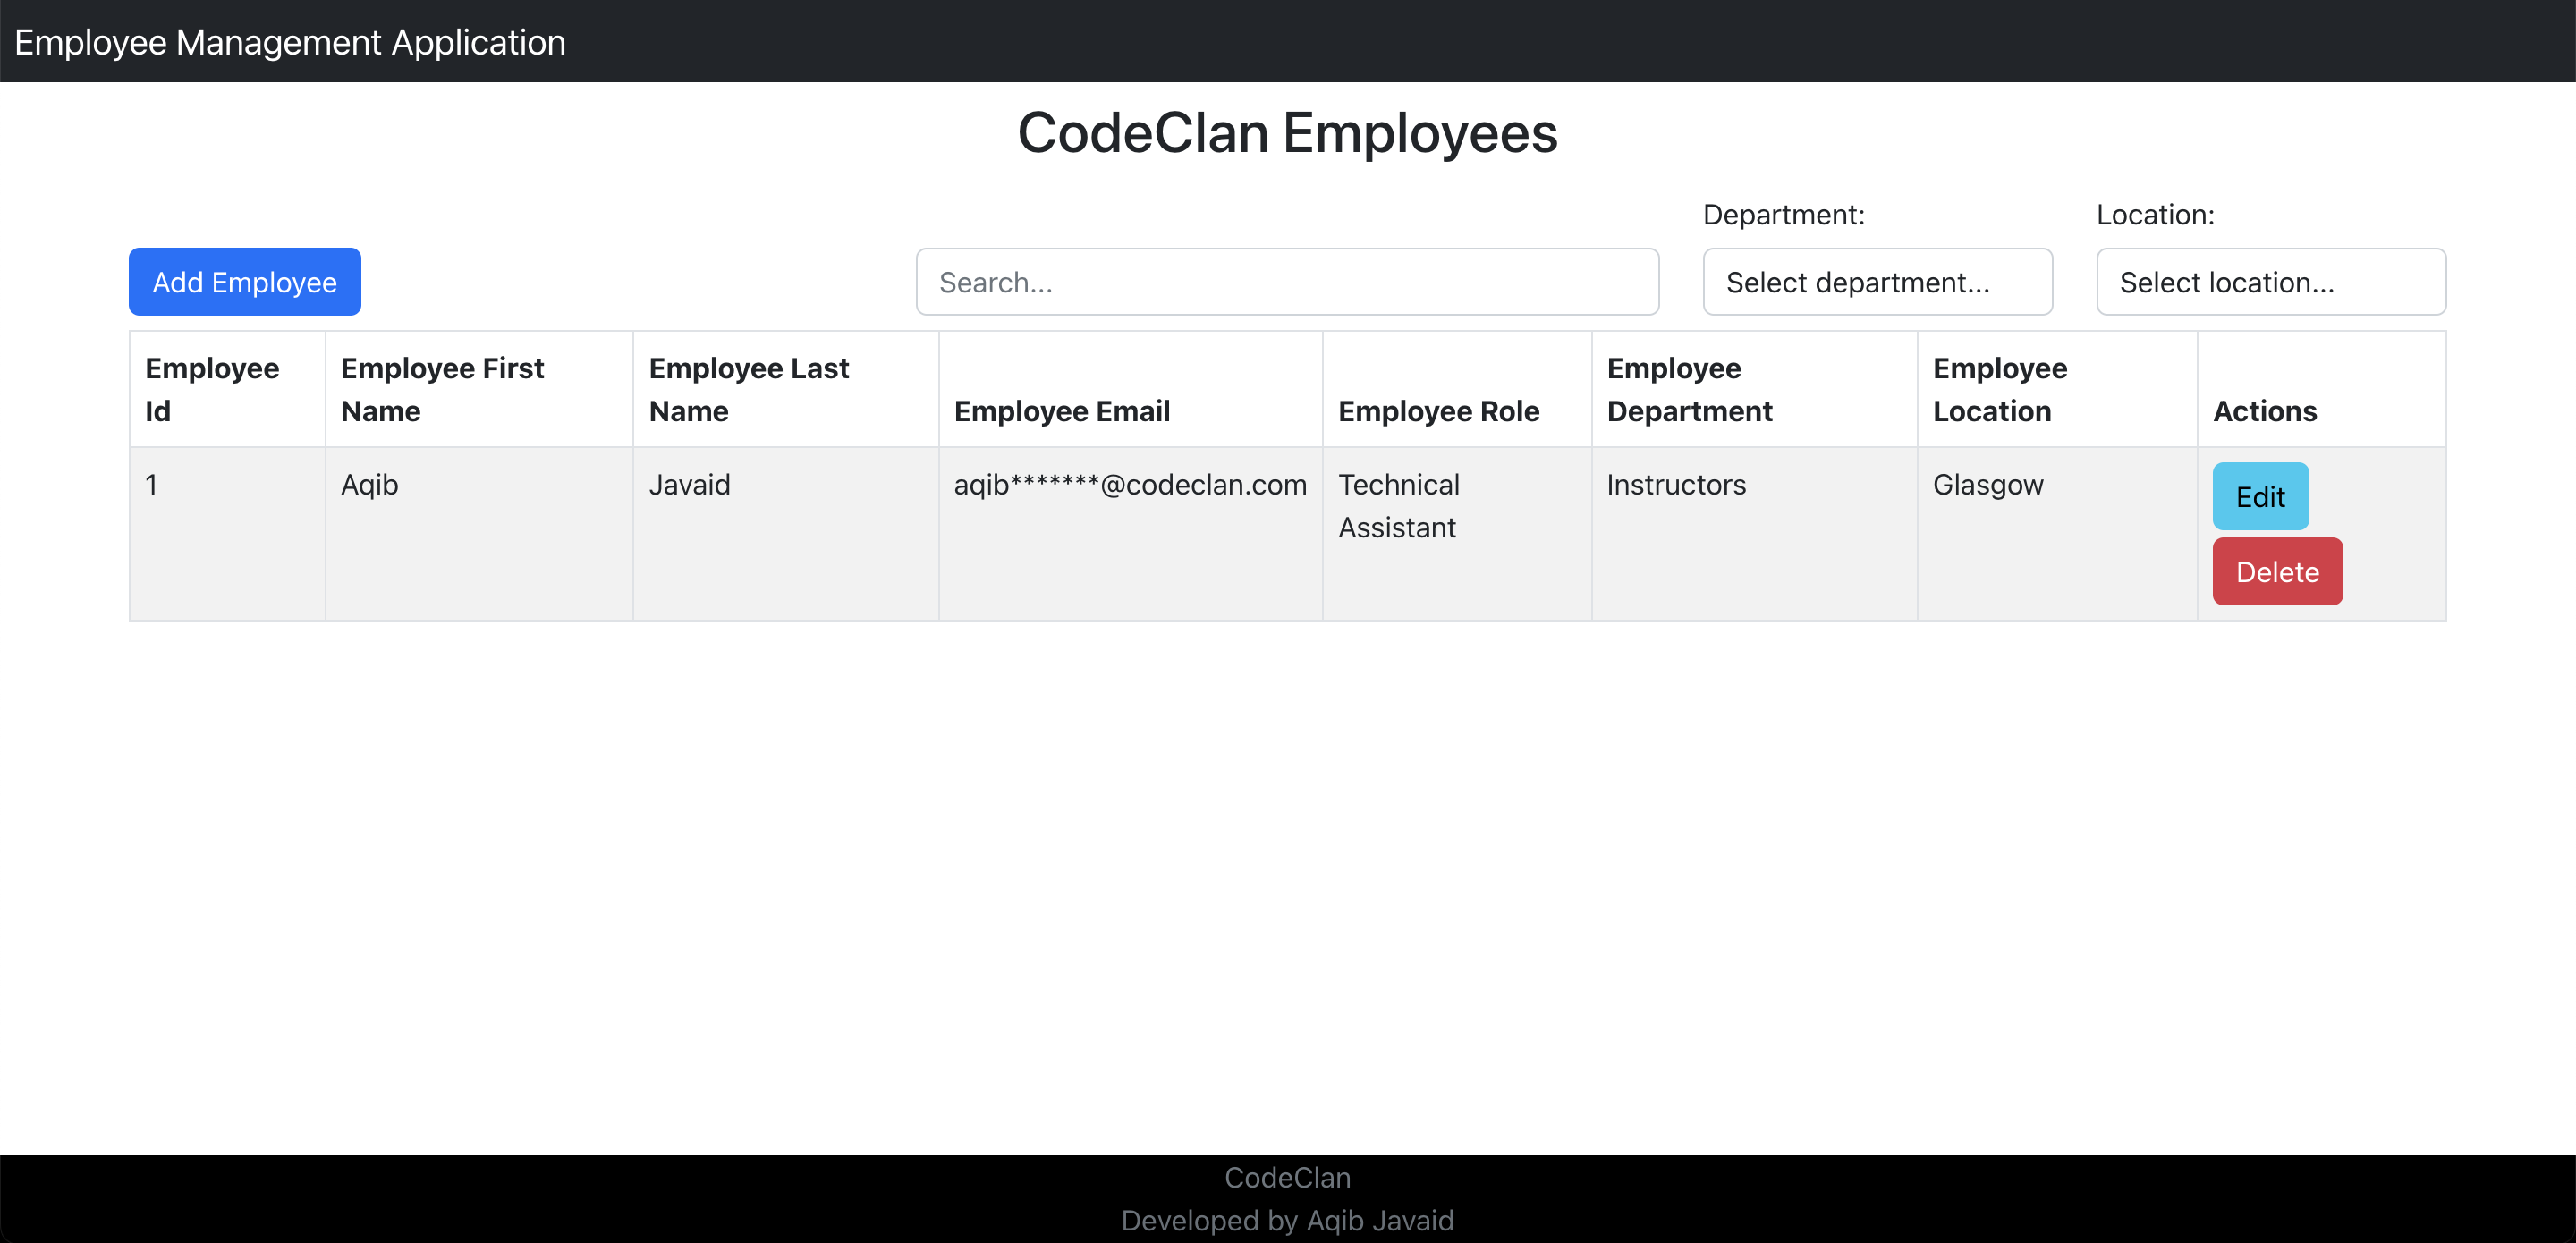 Employee Management Application
CodeClan Employees
Department:
Location:
Add Employee
Search...
Select department...
Select location...
Employee Id
Employee First Name
Employee Last Name
Employee Email
Employee Role
Employee Department
Employee Location
Actions
1
Aqib
Javaid
aqib*******@codeclan.com
Technical Assistant
Instructors
Glasgow
Edit
Delete
CodeClan
Developed by Aqib Javaid